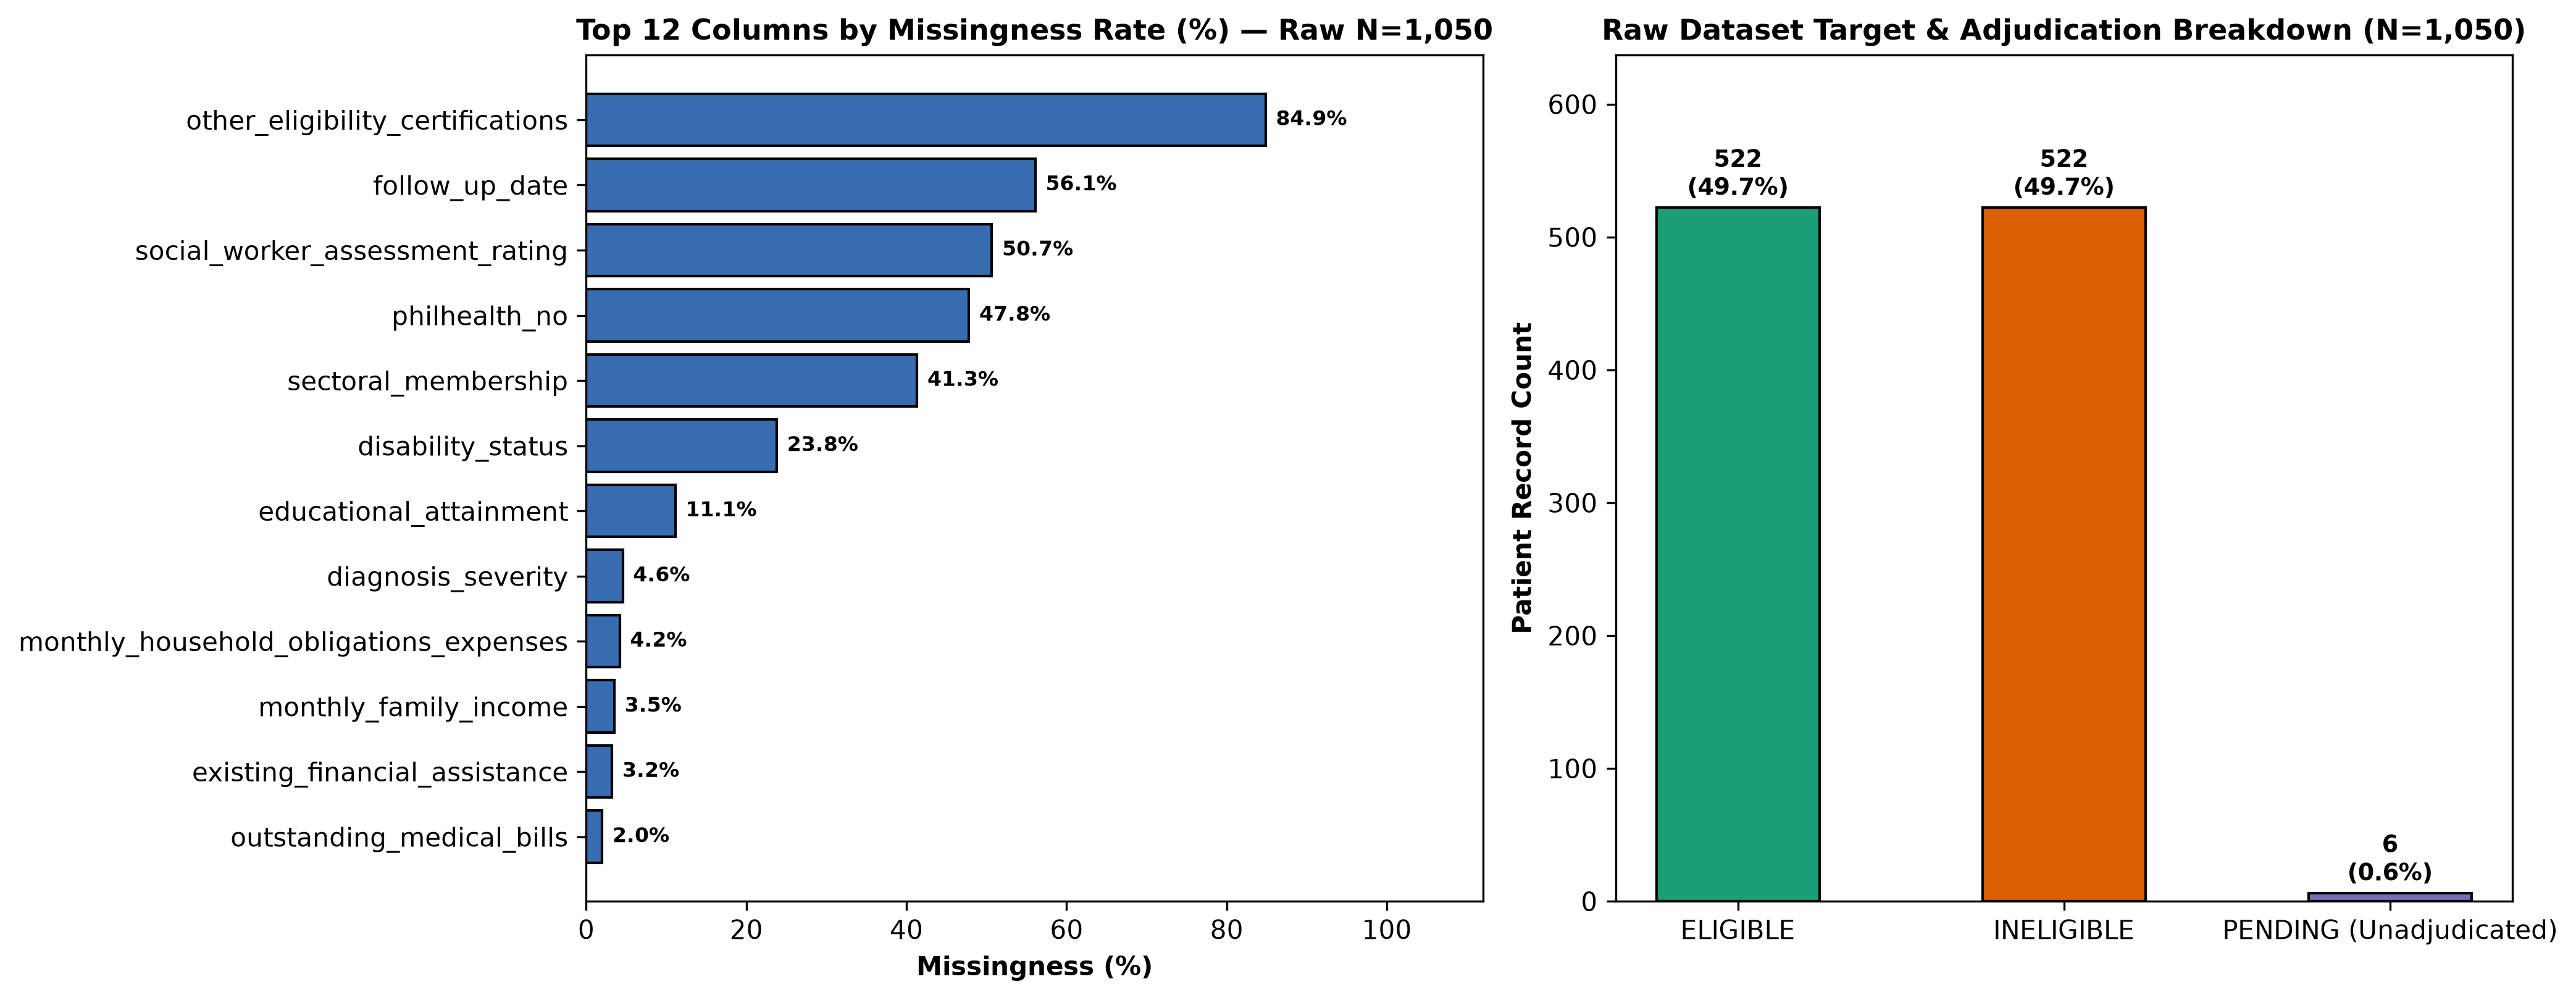 Top 12 Columns by Missingness Rate (%) — Raw N=1,050
other_eligibility_certifications
84.9%
follow_up_date
56.1%
social_worker_assessment_rating
50.7%
philhealth_no
47.8%
sectoral_membership
41.3%
disability_status
23.8%
educational_attainment
11.1%
diagnosis_severity
4.6%
monthly_household_obligations_expenses
4.2%
monthly_family_income
3.5%
existing_financial_assistance
3.2%
outstanding_medical_bills
2.0%
0 20 40 60 80 100
Missingness (%)
Raw Dataset Target & Adjudication Breakdown (N=1,050)
Patient Record Count
600
500
400
300
200
100
0
522
(49.7%)
522
(49.7%)
6
(0.6%)
ELIGIBLE INELIGIBLE PENDING (Unadjudicated)